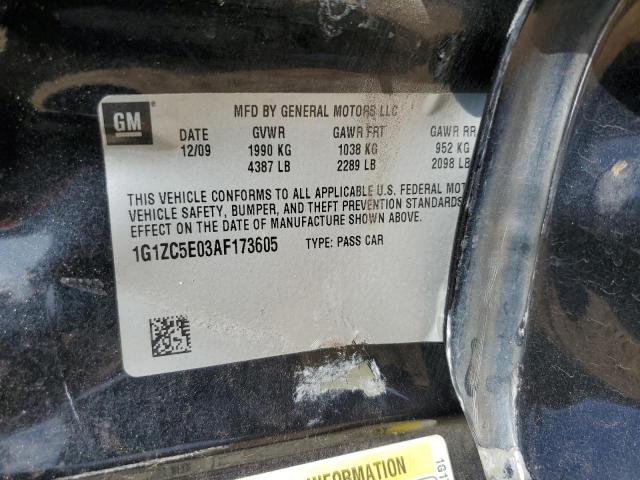 GM
MFD BY GENERAL MOTORS LLC
DATE GVWR GAWR FRT GAWR RR
12/09 1990 KG 1038 KG 952 KG
4387 LB 2289 LB 2098 LB
THIS VEHICLE CONFORMS TO ALL APPLICABLE U.S. FEDERAL MOT
VEHICLE SAFETY, BUMPER, AND THEFT PREVENTION STANDARDS
EFFECT ON THE DATE OF MANUFACTURE SHOWN ABOVE.
1G1ZC5E03AF173605 TYPE: PASS CAR
INFORMATION